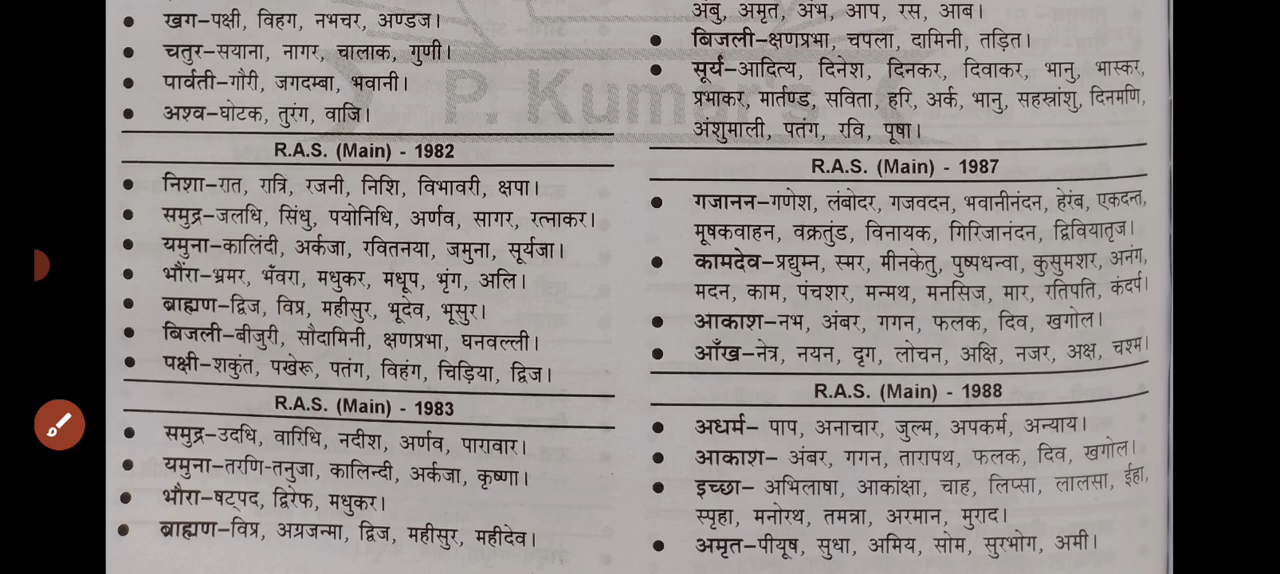 खग–पक्षी, विहग, नभचर, अण्डज।
चतुर–सयाना, नागर, चालाक, गुणी।
पार्वती–गौरी, जगदम्बा, भवानी।
अश्व–घोटक, तुरंग, वाजि।
R.A.S. (Main) - 1982
निशा–रात, रात्रि, रजनी, निशि, विभावरी, क्षपा।
समुद्र–जलधि, सिंधु, पयोनिधि, अर्णव, सागर, रत्नाकर।
यमुना–कालिंदी, अर्कजा, रवितनया, जमुना, सूर्यजा।
भौंरा–भ्रमर, भँवरा, मधुकर, मधूप, भृंग, अलि।
ब्राह्मण–द्विज, विप्र, महीसुर, भूदेव, भूसुर।
बिजली–बीजुरी, सौदामिनी, क्षणप्रभा, घनवल्ली।
पक्षी–शकुंत, पखेरू, पतंग, विहंग, चिड़िया, द्विज।
R.A.S. (Main) - 1983
समुद्र–उदधि, वारिधि, नदीश, अर्णव, पारावार।
यमुना–तरणि-तनुजा, कालिन्दी, अर्कजा, कृष्णा।
भौरा–षट्पद, द्विरेफ, मधुकर।
ब्राह्मण–विप्र, अग्रजन्मा, द्विज, महीसुर, महीदेव।
अंबु, अमृत, अंभ, आप, रस, आब।
बिजली–क्षणप्रभा, चपला, दामिनी, तड़ित।
सूर्य–आदित्य, दिनेश, दिनकर, दिवाकर, भानु, भास्कर,
प्रभाकर, मार्तण्ड, सविता, हरि, अर्क, भानु, सहस्रांशु, दिनमणि,
अंशुमाली, पतंग, रवि, पूषा।
R.A.S. (Main) - 1987
गजानन–गणेश, लंबोदर, गजवदन, भवानीनंदन, हेरंब, एकदन्त,
मूषकवाहन, वक्रतुंड, विनायक, गिरिजानंदन, द्विवियातृज।
कामदेव–प्रद्युम्न, स्मर, मीनकेतु, पुष्पधन्वा, कुसुमशर, अनंग,
मदन, काम, पंचशर, मन्मथ, मनसिज, मार, रतिपति, कंदर्प।
आकाश–नभ, अंबर, गगन, फलक, दिव, खगोल।
आँख–नेत्र, नयन, दृग, लोचन, अक्षि, नजर, अक्ष, चश्म।
R.A.S. (Main) - 1988
अधर्म– पाप, अनाचार, जुल्म, अपकर्म, अन्याय।
आकाश– अंबर, गगन, तारापथ, फलक, दिव, खगोल।
इच्छा– अभिलाषा, आकांक्षा, चाह, लिप्सा, लालसा, ईहा,
स्पृहा, मनोरथ, तमन्ना, अरमान, मुराद।
अमृत–पीयूष, सुधा, अमिय, सोम, सुरभोग, अमी।
P. Kumar's